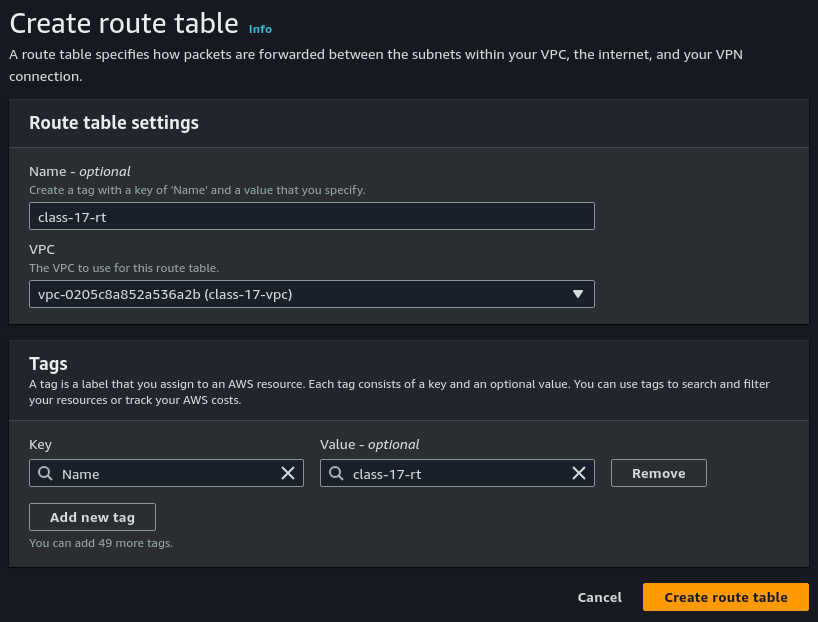 Create route table Info
A route table specifies how packets are forwarded between the subnets within your VPC, the internet, and your VPN
connection.
Route table settings
Name - optional
Create a tag with a key of 'Name' and a value that you specify.
class-17-rt
VPC
The VPC to use for this route table.
vpc-0205c8a852a536a2b (class-17-vpc)
Tags
A tag is a label that you assign to an AWS resource. Each tag consists of a key and an optional value. You can use tags to search and filter
your resources or track your AWS costs.
Key Value - optional
Name class-17-rt Remove
Add new tag
You can add 49 more tags.
Cancel Create route table